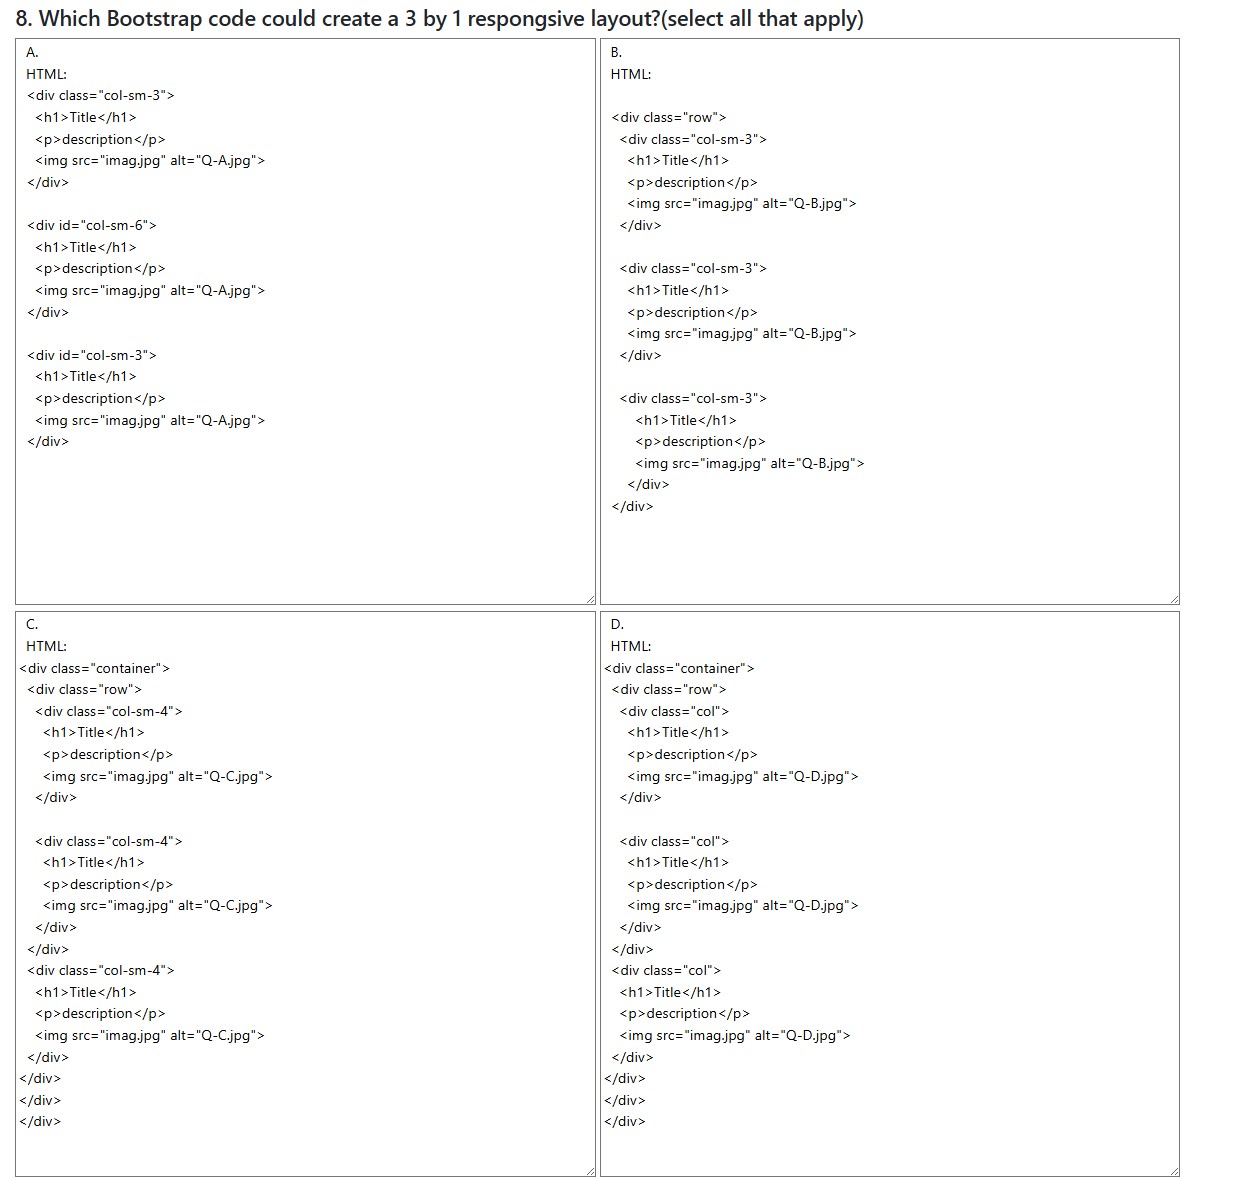 8. Which Bootstrap code could create a 3 by 1 respongsive layout?(select all that apply)
A.
HTML:
<div class="col-sm-3">
<h1>Title</h1>
<p>description</p>
<img src="imag.jpg" alt="Q-A.jpg">
</div>
<div id="col-sm-6">
<h1>Title</h1>
<p>description</p>
<img src="imag.jpg" alt="Q-A.jpg">
</div>
<div id="col-sm-3">
<h1>Title</h1>
<p>description</p>
<img src="imag.jpg" alt="Q-A.jpg">
</div>
B.
HTML:
<div class="row">
<div class="col-sm-3">
<h1>Title</h1>
<p>description</p>
<img src="imag.jpg" alt="Q-B.jpg">
</div>
<div class="col-sm-3">
<h1>Title</h1>
<p>description</p>
<img src="imag.jpg" alt="Q-B.jpg">
</div>
<div class="col-sm-3">
<h1>Title</h1>
<p>description</p>
<img src="imag.jpg" alt="Q-B.jpg">
</div>
</div>
C.
HTML:
<div class="container">
<div class="row">
<div class="col-sm-4">
<h1>Title</h1>
<p>description</p>
<img src="imag.jpg" alt="Q-C.jpg">
</div>
<div class="col-sm-4">
<h1>Title</h1>
<p>description</p>
<img src="imag.jpg" alt="Q-C.jpg">
</div>
</div>
<div class="col-sm-4">
<h1>Title</h1>
<p>description</p>
<img src="imag.jpg" alt="Q-C.jpg">
</div>
</div>
</div>
</div>
D.
HTML:
<div class="container">
<div class="row">
<div class="col">
<h1>Title</h1>
<p>description</p>
<img src="imag.jpg" alt="Q-D.jpg">
</div>
<div class="col">
<h1>Title</h1>
<p>description</p>
<img src="imag.jpg" alt="Q-D.jpg">
</div>
</div>
<div class="col">
<h1>Title</h1>
<p>description</p>
<img src="imag.jpg" alt="Q-D.jpg">
</div>
</div>
</div>
</div>